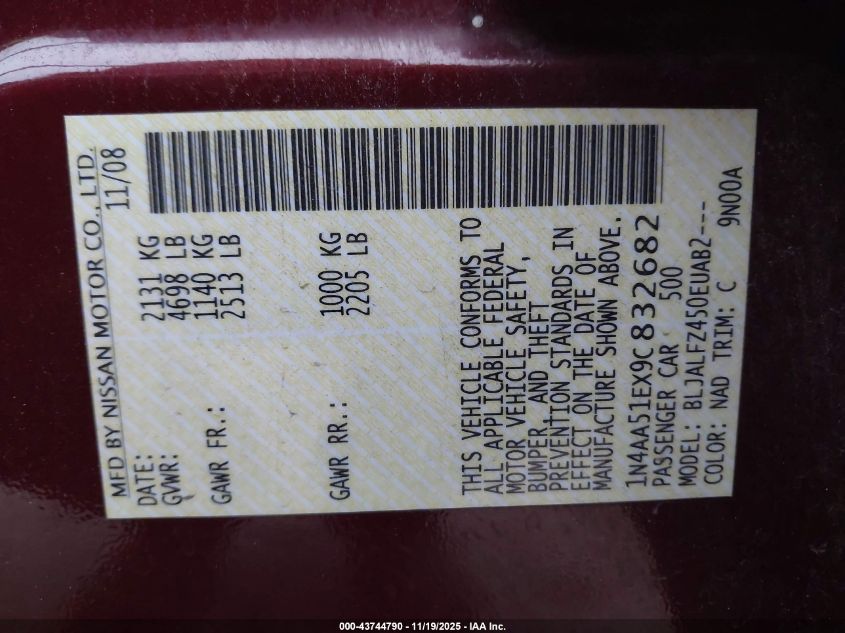 MFD BY NISSAN MOTOR CO., LTD.
DATE: 11/08
GVWR: 2131 KG
4698 LB
GAWR FR.: 1140 KG
2513 LB
GAWR RR.: 1000 KG
2205 LB
THIS VEHICLE CONFORMS TO
ALL APPLICABLE FEDERAL
MOTOR VEHICLE SAFETY,
BUMPER, AND THEFT
PREVENTION STANDARDS IN
EFFECT ON THE DATE OF
MANUFACTURE SHOWN ABOVE.
1N4AA51EX9C832682
PASSENGER CAR 500
MODEL: BLJALFZ450EUAB2---
COLOR: NAD TRIM: C 9N00A
000-43744790 - 11/19/2025 - IAA Inc.